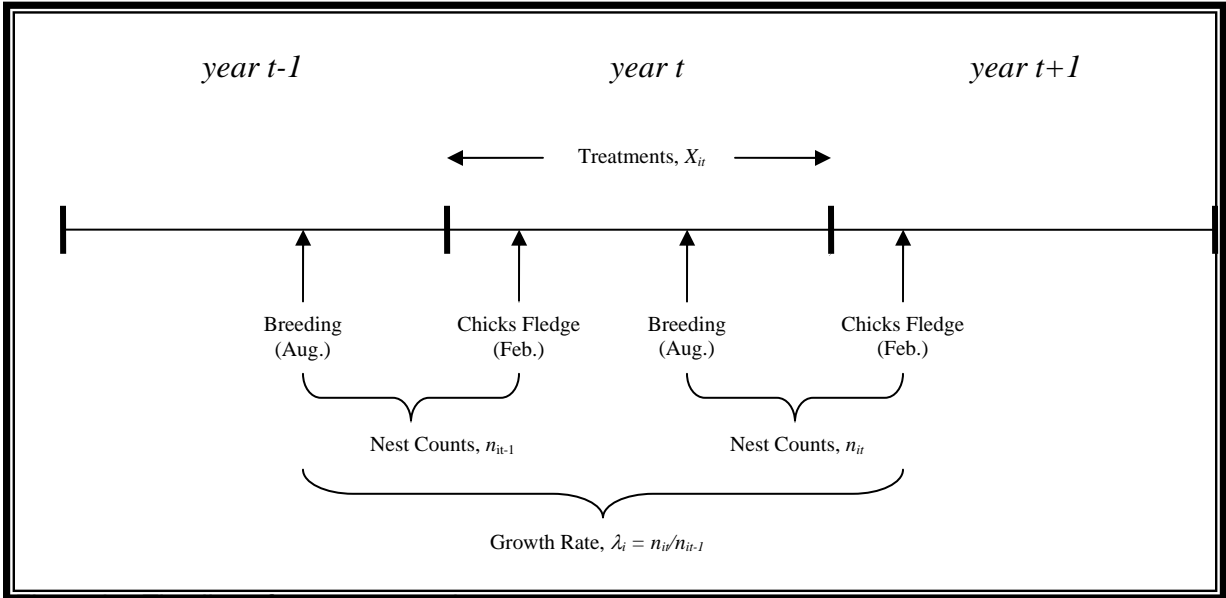 year t-1 year t year t+1
Treatments, Xit
Breeding Chicks Fledge Breeding Chicks Fledge
(Aug.) (Feb.) (Aug.) (Feb.)
Nest Counts, nit-1 Nest Counts, nit
Growth Rate, λi = nit/nit-1